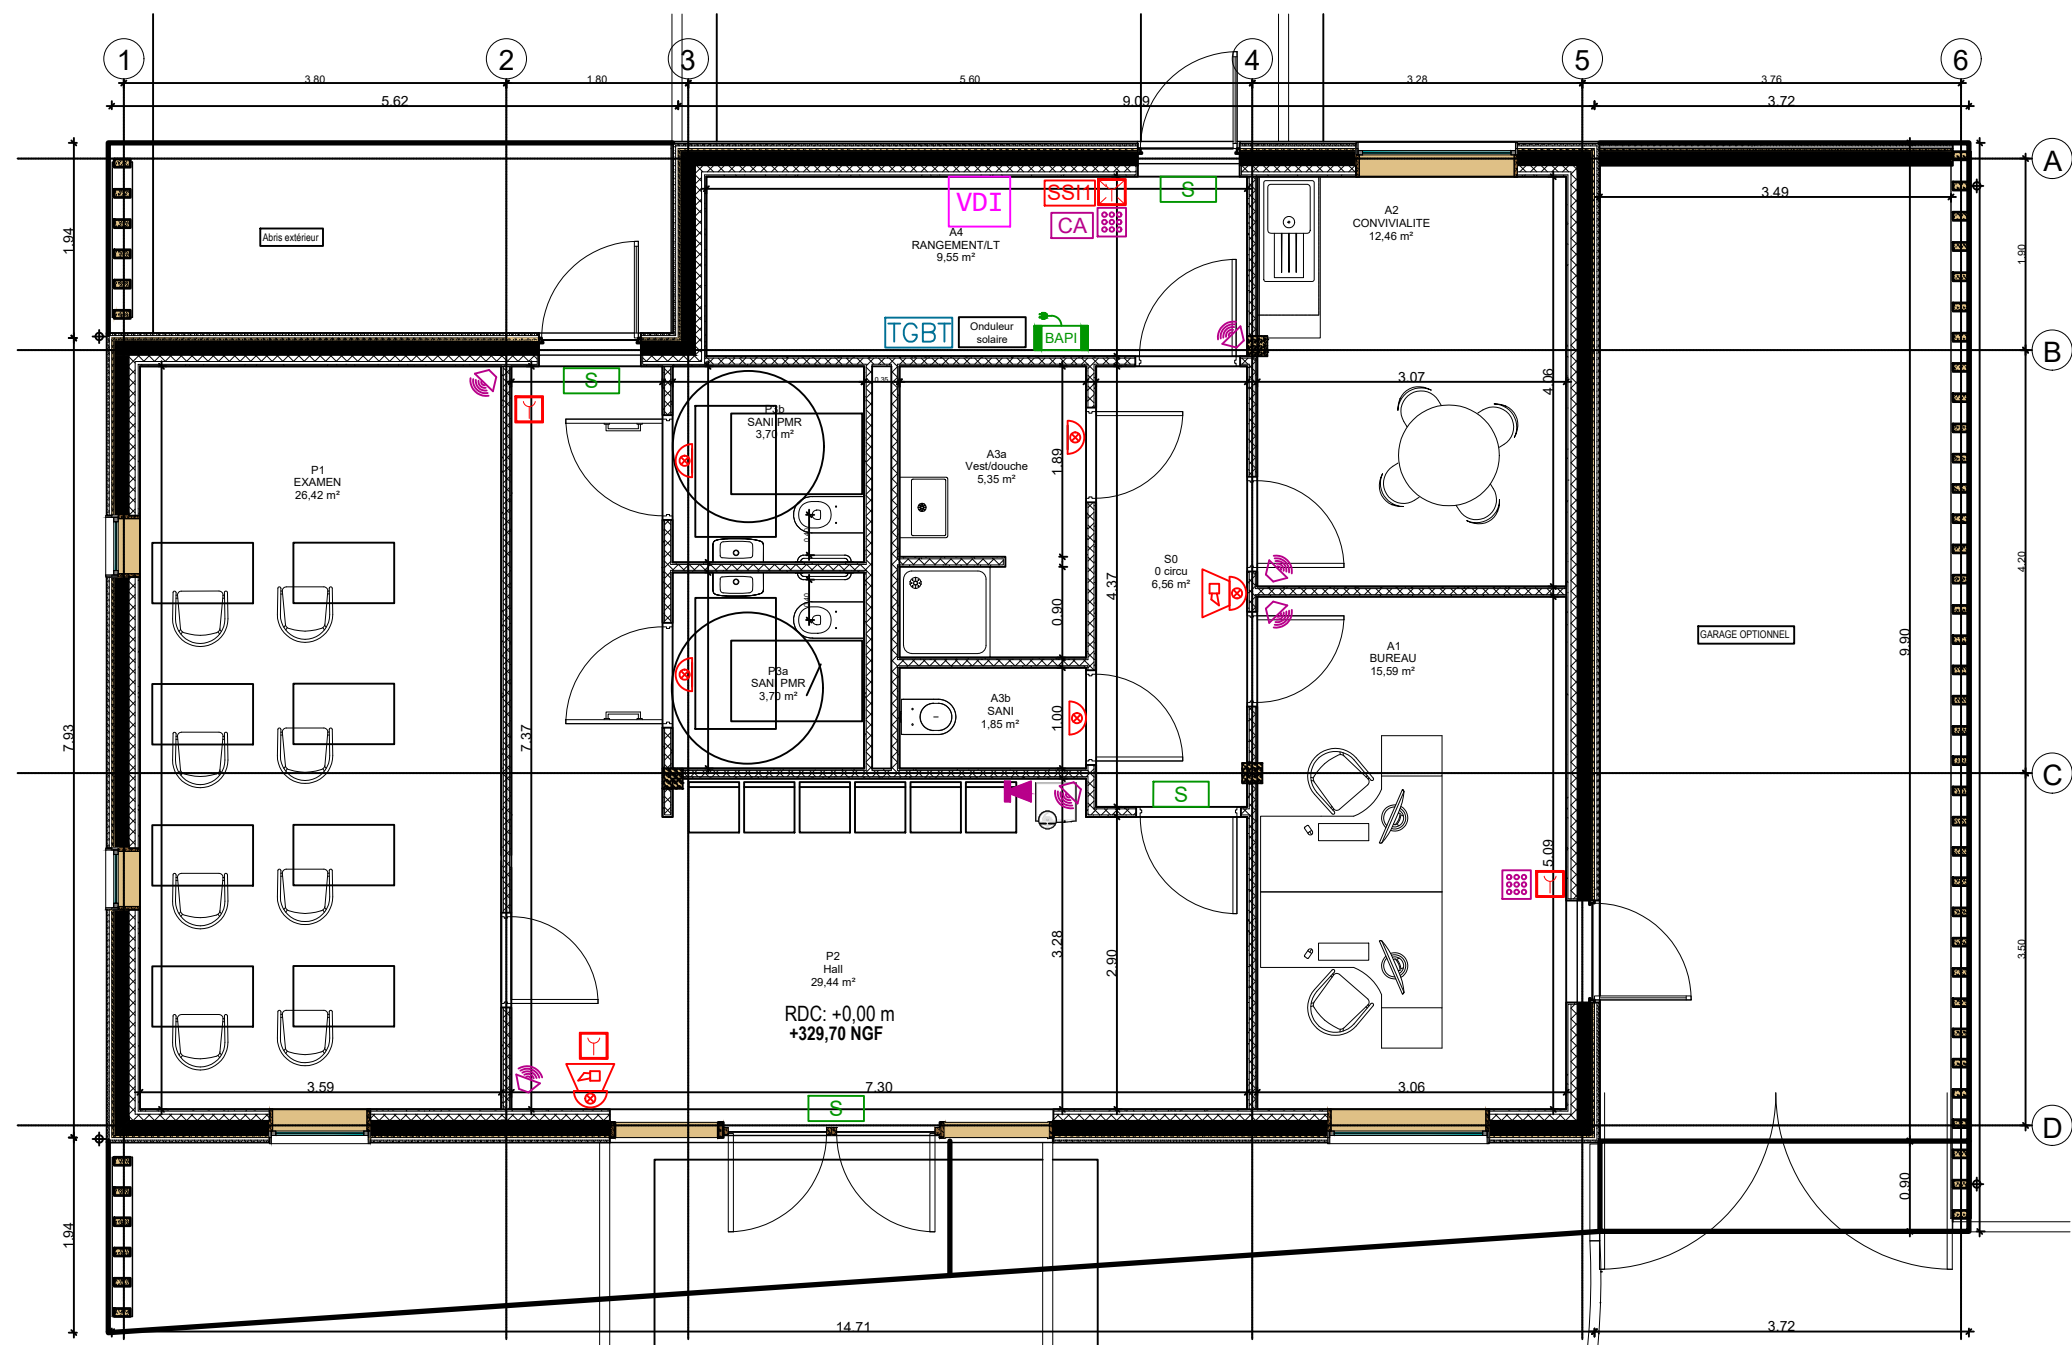 1
2
3
4
5
6
3.80
1.80
5.60
3.28
3.76
5.62
9.09
3.72
A
3.49
1.94
1.90
Abris extérieur
VDI
SSI1
S
CA
A4
RANGEMENT/LT
9,55 m²
A2
CONVIVIALITE
12,46 m²
TGBT
Onduleur
solaire
BAPI
B
S
0.35
3.07
4.06
P3b
SANI PMR
3,70 m²
A3a
Vest/douche
5,35 m²
1.89
P1
EXAMEN
26,42 m²
S0
0 circu
6,56 m²
4.37
4.20
0.90
GARAGE OPTIONNEL
9.90
A1
BUREAU
15,59 m²
P3a
SANI PMR
3,70 m²
A3b
SANI
1,85 m²
1.00
7.93
7.37
C
S
5.09
3.28
2.90
3.50
P2
Hall
29,44 m²
RDC: +0,00 m
+329,70 NGF
3.59
7.30
3.06
S
D
0.90
1.94
14.71
3.72